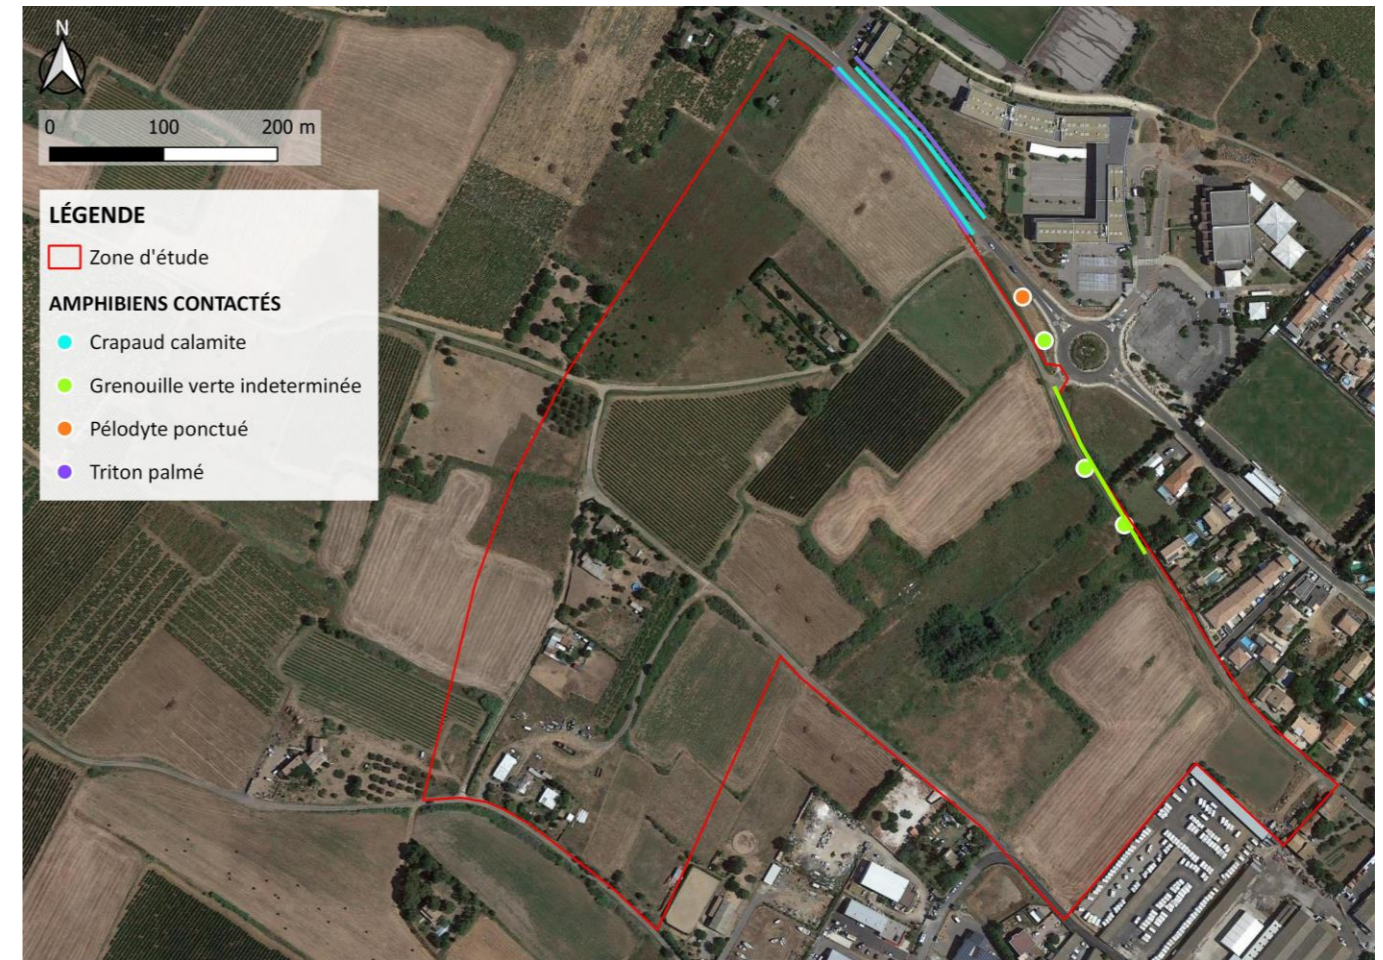 N
0 100 200 m
LÉGENDE
Zone d'étude
AMPHIBIENS CONTACTÉS
Crapaud calamite
Grenouille verte indeterminée
Pélodyte ponctué
Triton palmé